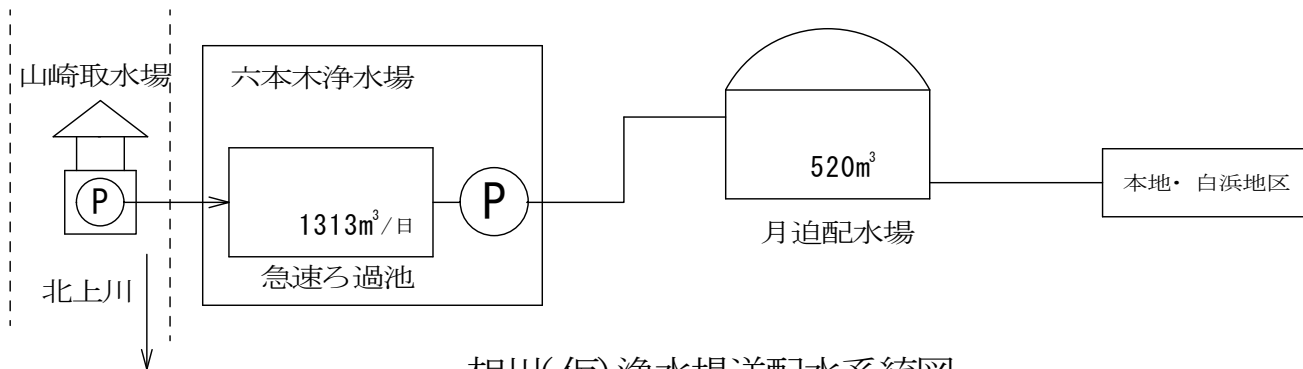 山崎取水場
六本木浄水場
P
P
1313m³/日
急速ろ過池
北上川
520m³
月迫配水場
本地・白浜地区